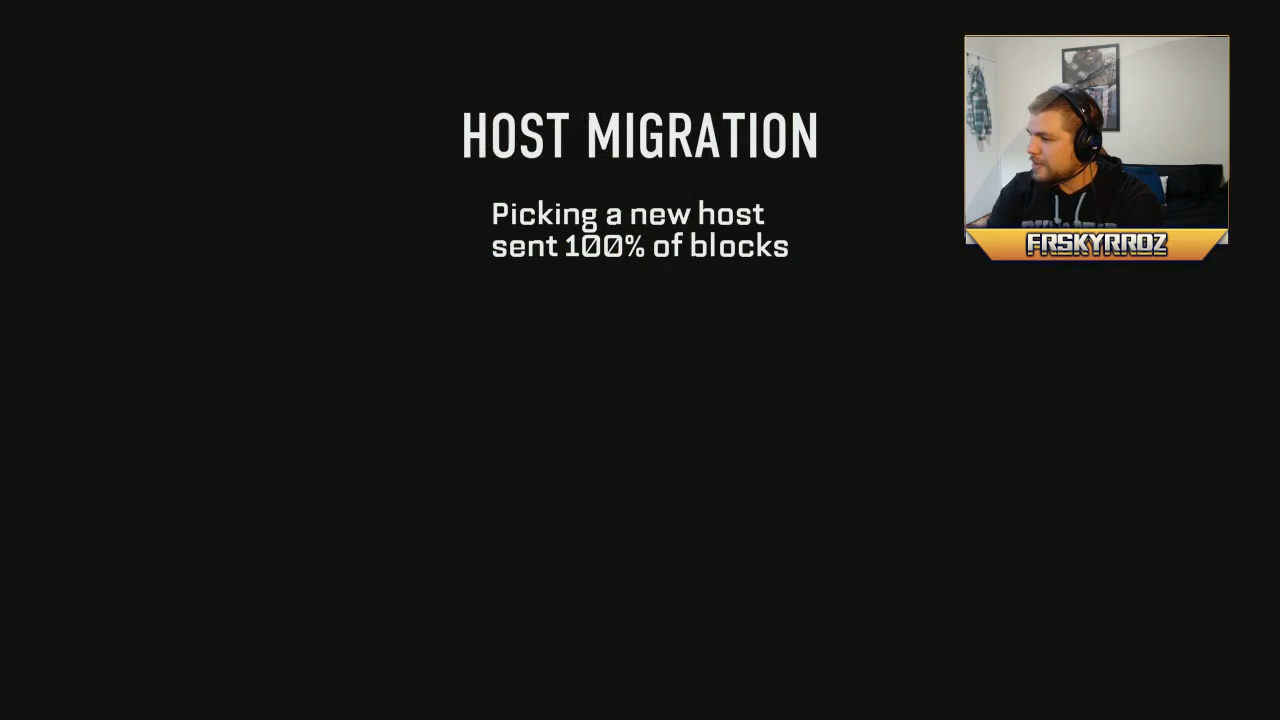 HOST MIGRATION
Picking a new host
sent 100% of blocks
FRSKYRROZ